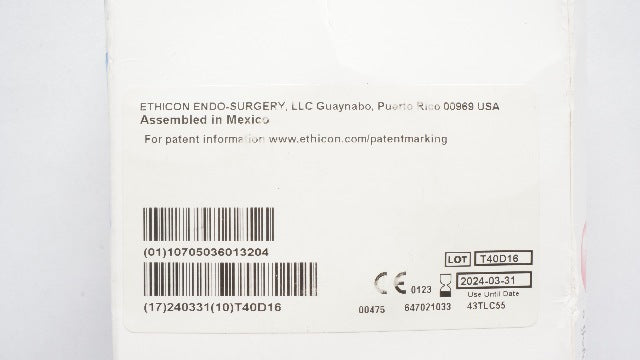 ETHICON ENDO-SURGERY, LLC Guaynabo, Puerto Rico 00969 USA
Assembled in Mexico
For patent information www.ethicon.com/patentmarking
(01)10705036013204
(17)240331(10)T40D16
LOT T40D16
CE 0123 2024-03-31
Use Until Date
00475 647021033 43TLC55